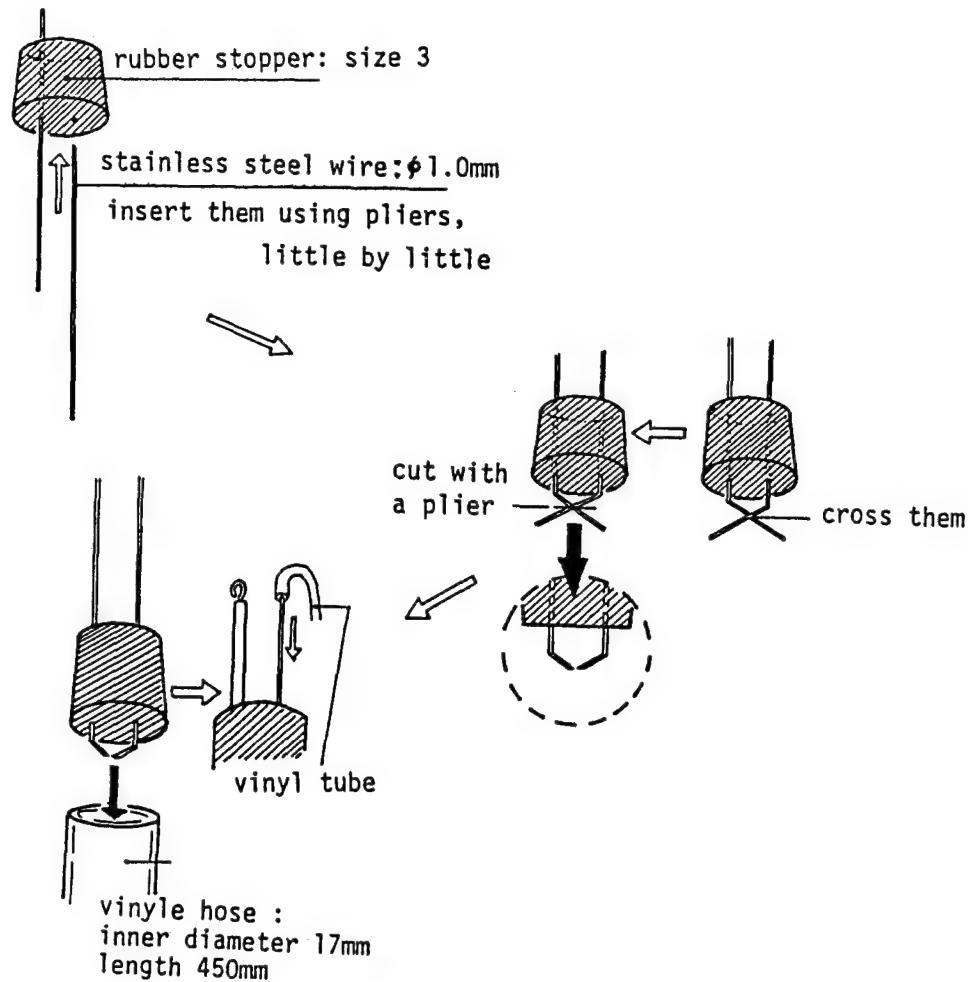 rubber stopper: size 3
stainless steel wire:φ1.0mm
insert them using pliers,
little by little
cut with
a plier
cross them
vinyl tube
vinyle hose :
inner diameter 17mm
length 450mm